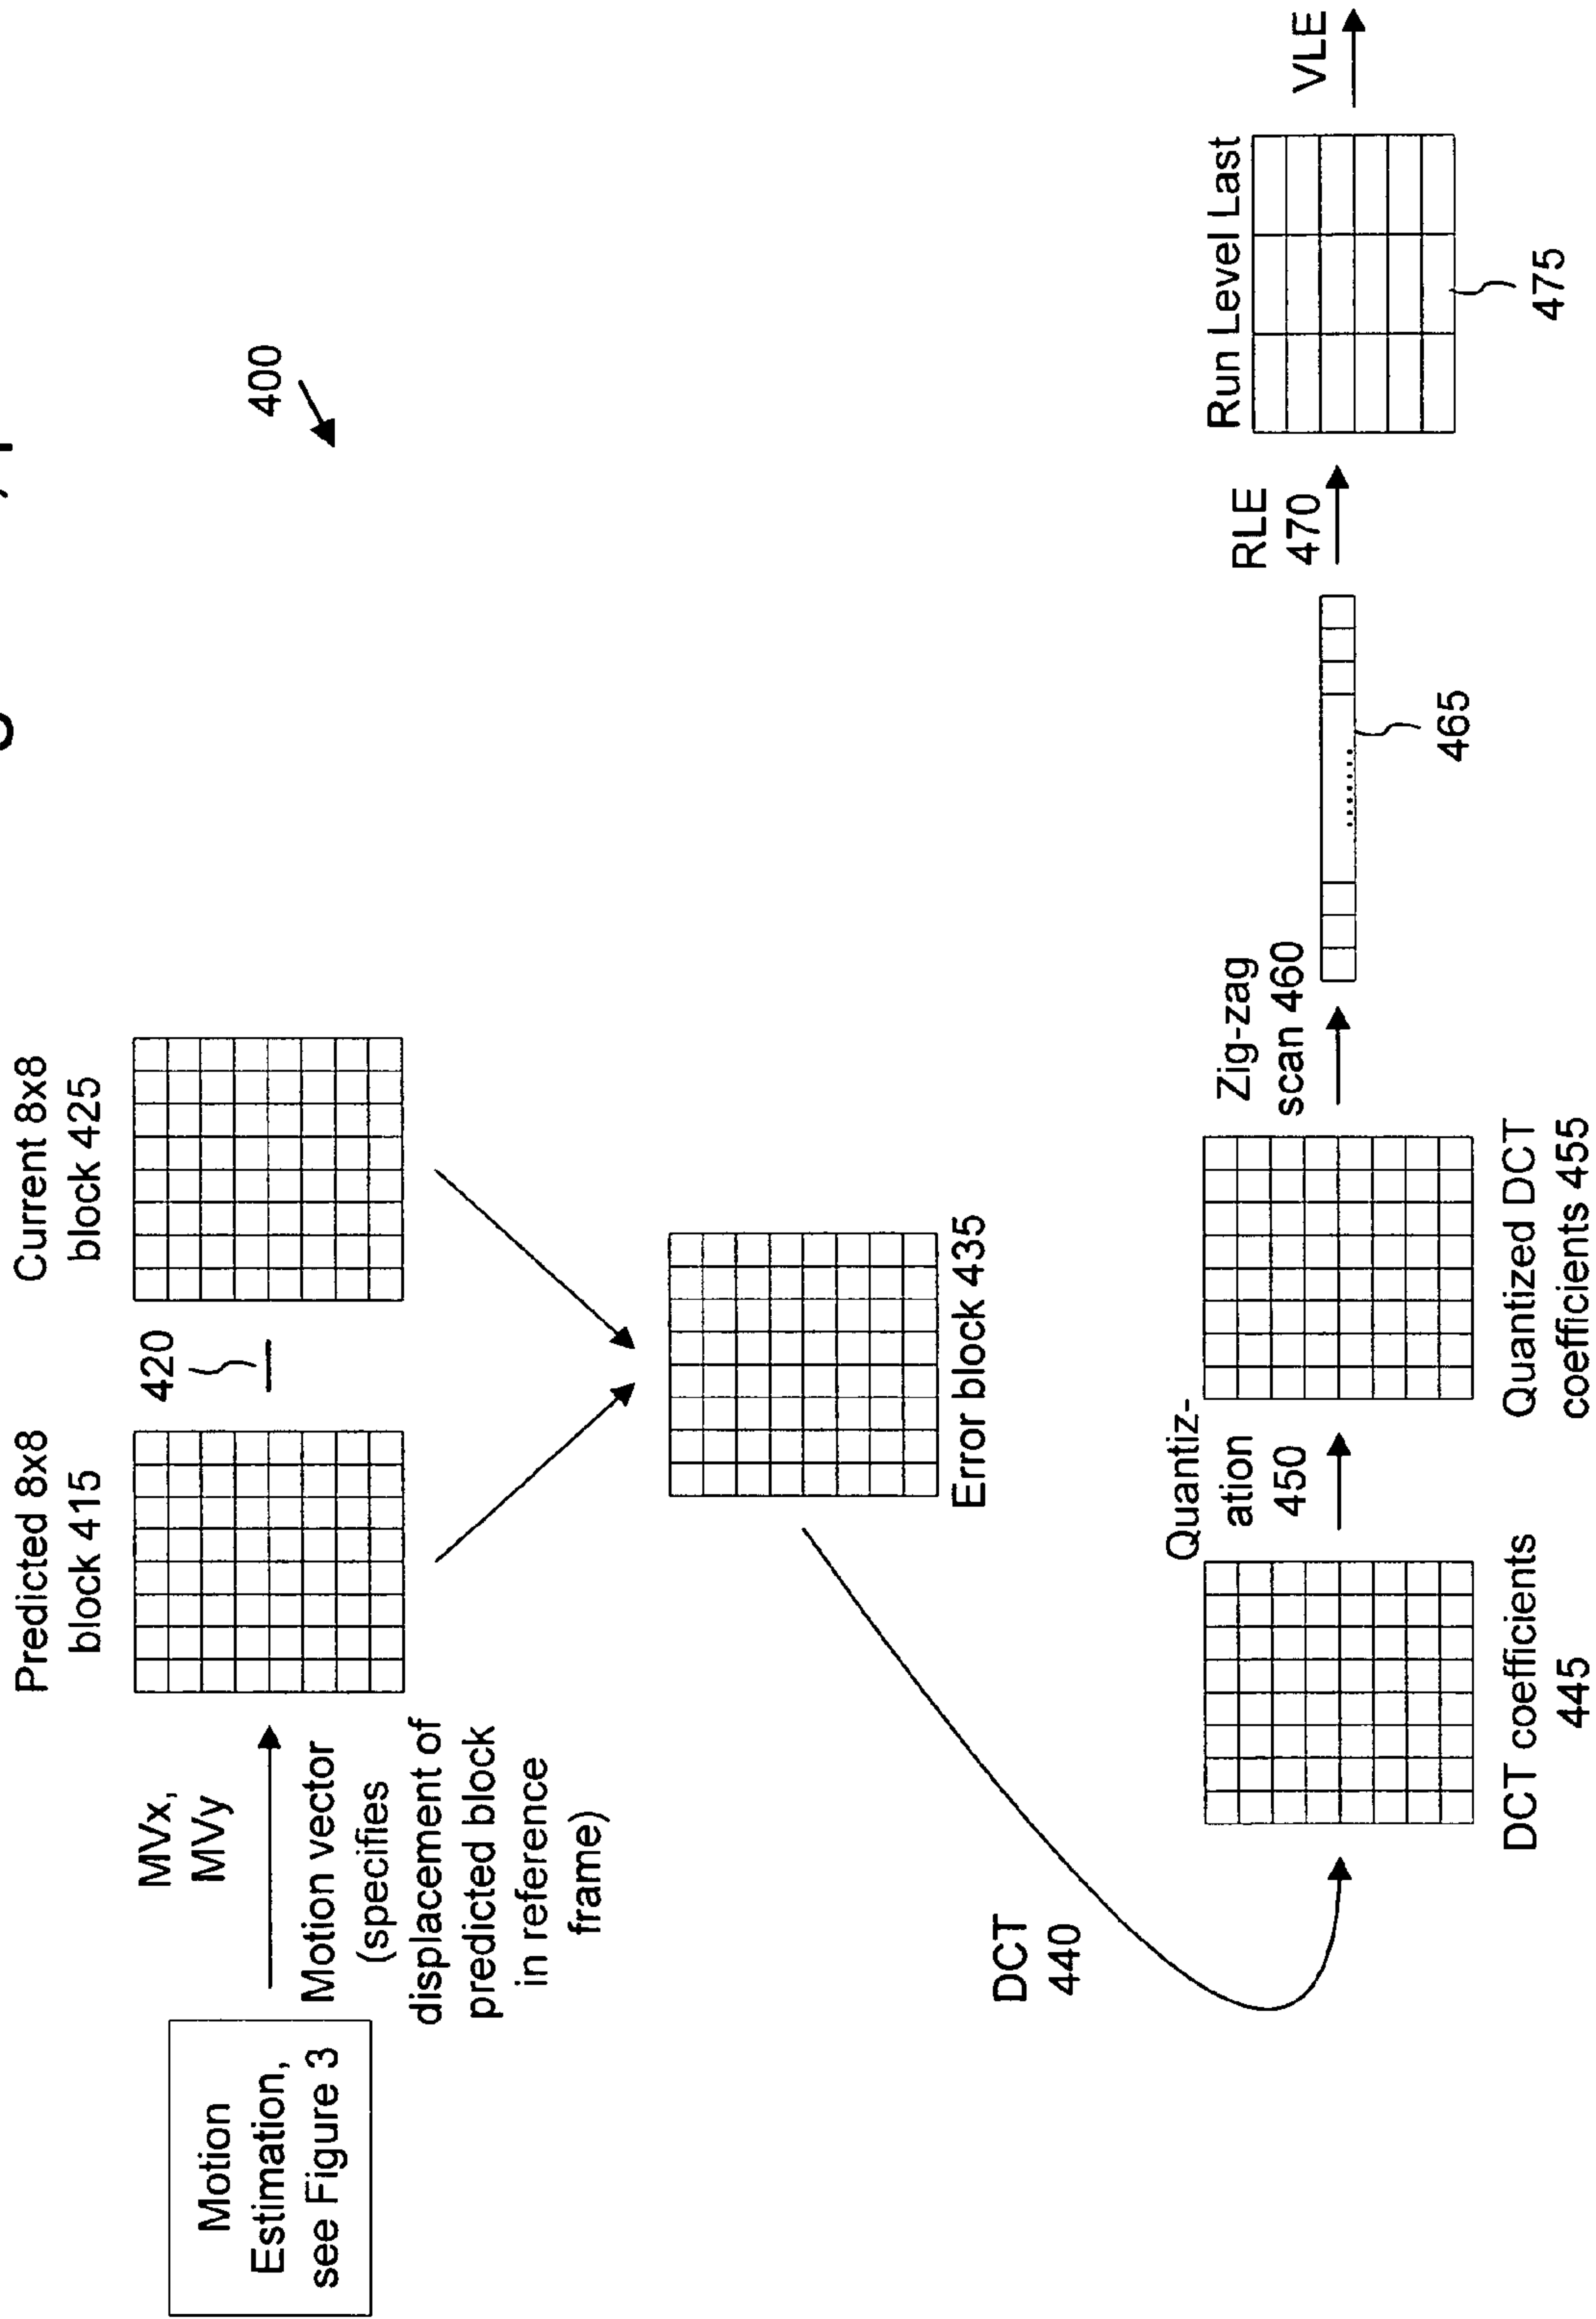 400
Motion
Estimation,
see Figure 3
MVx,
MVy
Motion vector
(specifies
displacement of
predicted block
in reference
frame)
Predicted 8x8
block 415
420
Current 8x8
block 425
Error block 435
DCT
440
DCT coefficients
445
Quantiz-
ation
450
Quantized DCT
coefficients 455
Zig-zag
scan 460
465
RLE
470
Run Level Last
475
VLE